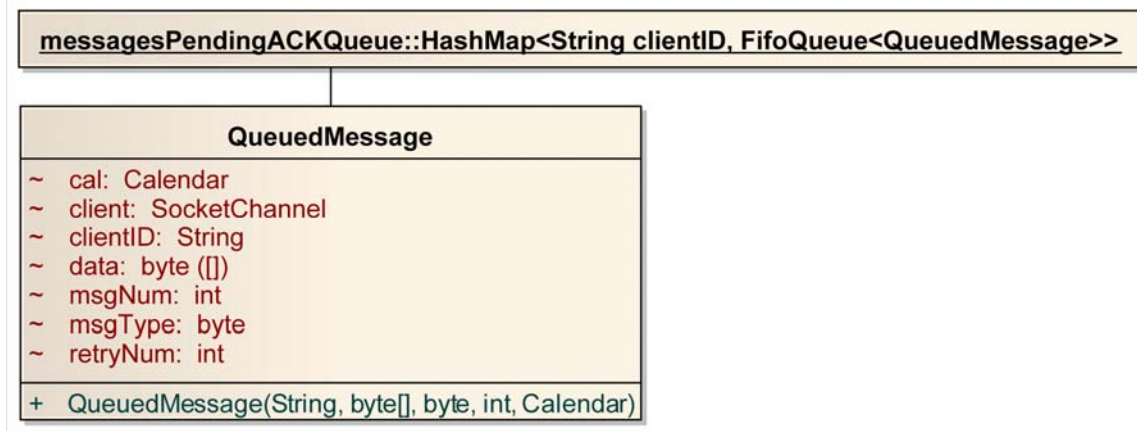 messagesPendingACKQueue::HashMap<String clientID, FifoQueue<QueuedMessage>>
QueuedMessage
~ cal: Calendar
~ client: SocketChannel
~ clientID: String
~ data: byte ([])
~ msgNum: int
~ msgType: byte
~ retryNum: int
+ QueuedMessage(String, byte[], byte, int, Calendar)